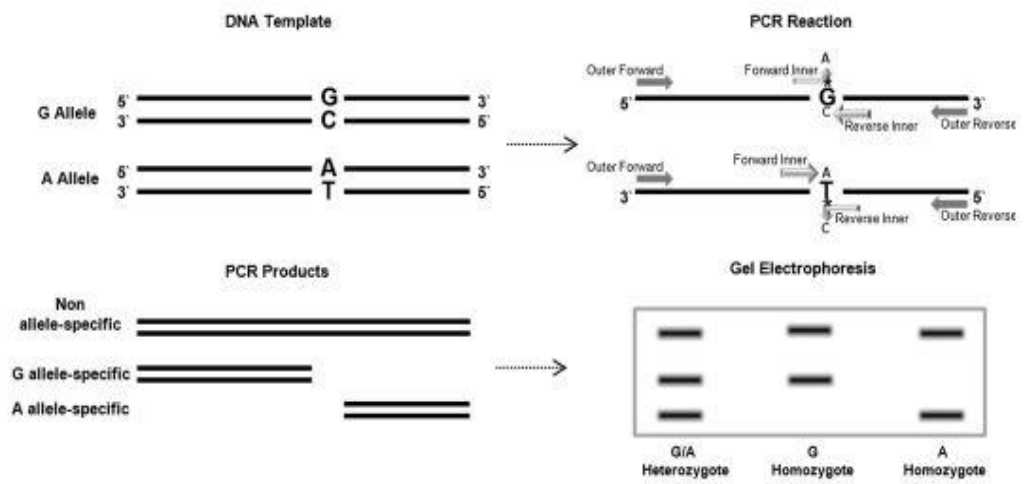 DNA Template
G Allele
5`
G
3`
3`
C
5`
A Allele
5`
A
3`
3`
T
5`
PCR Reaction
A
Outer Forward
Forward Inner
5`
G
3`
C
Reverse Inner
Outer Reverse
Outer Forward
Forward Inner
A
3`
T
5`
Reverse Inner
Outer Reverse
C
PCR Products
Non
allele-specific
G allele-specific
A allele-specific
Gel Electrophoresis
G/A
Heterozygote
G
Homozygote
A
Homozygote